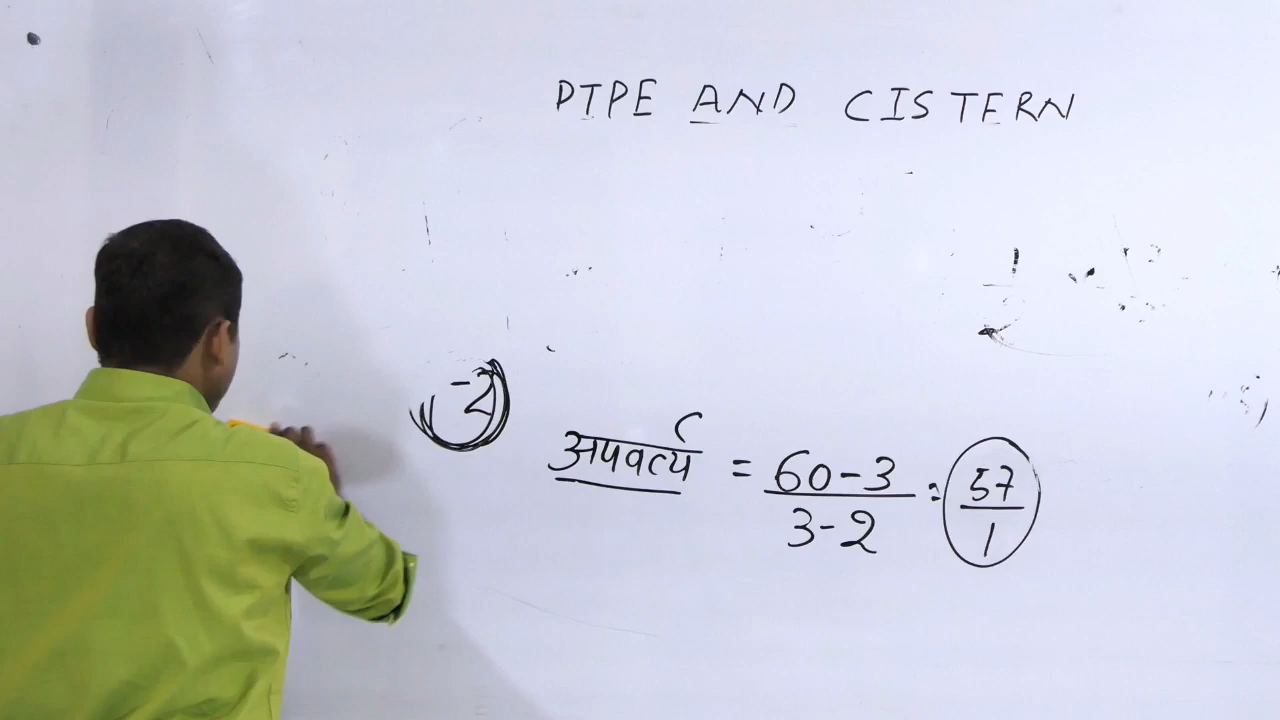 PIPE AND CISTERN
-2
अपवर्त्य = 60-3 / 3-2 = 57 / 1